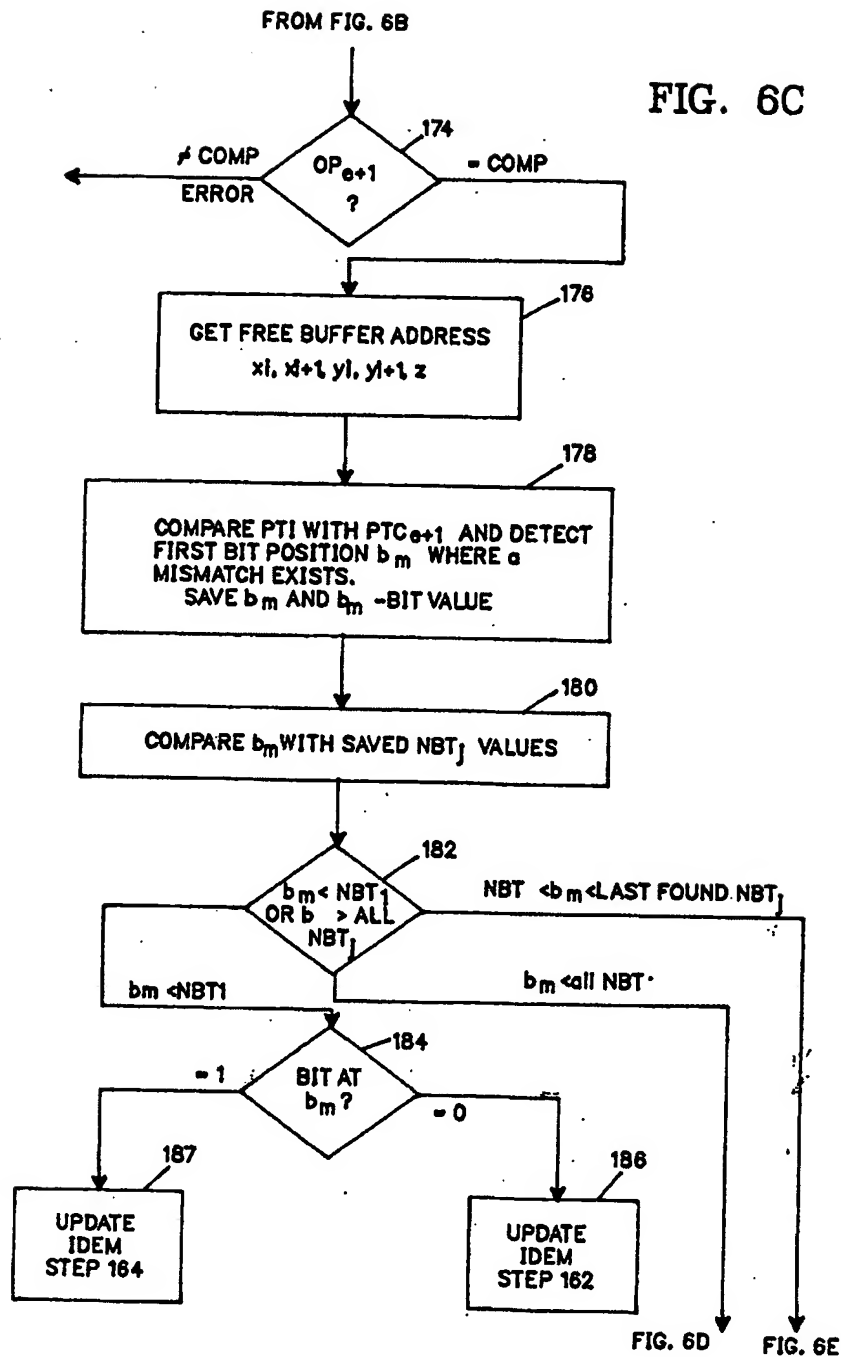 FROM FIG. 6B
FIG. 6C
174
≠ COMP
OPe+1
= COMP
ERROR
?
176
GET FREE BUFFER ADDRESS
xi, xi+1, yi, yi+1, z
178
COMPARE PTI WITH PTCe+1 AND DETECT
FIRST BIT POSITION bm WHERE a
MISMATCH EXISTS.
SAVE bm AND bm -BIT VALUE
180
COMPARE bm WITH SAVED NBTj VALUES
182
bm < NBT1
OR b > ALL
NBTj
NBT <bm<LAST FOUND NBTj
bm <NBT1
bm <all NBT
184
= 1
BIT AT
bm ?
= 0
187
186
UPDATE
IDEM
STEP 164
UPDATE
IDEM
STEP 162
FIG. 6D
FIG. 6E